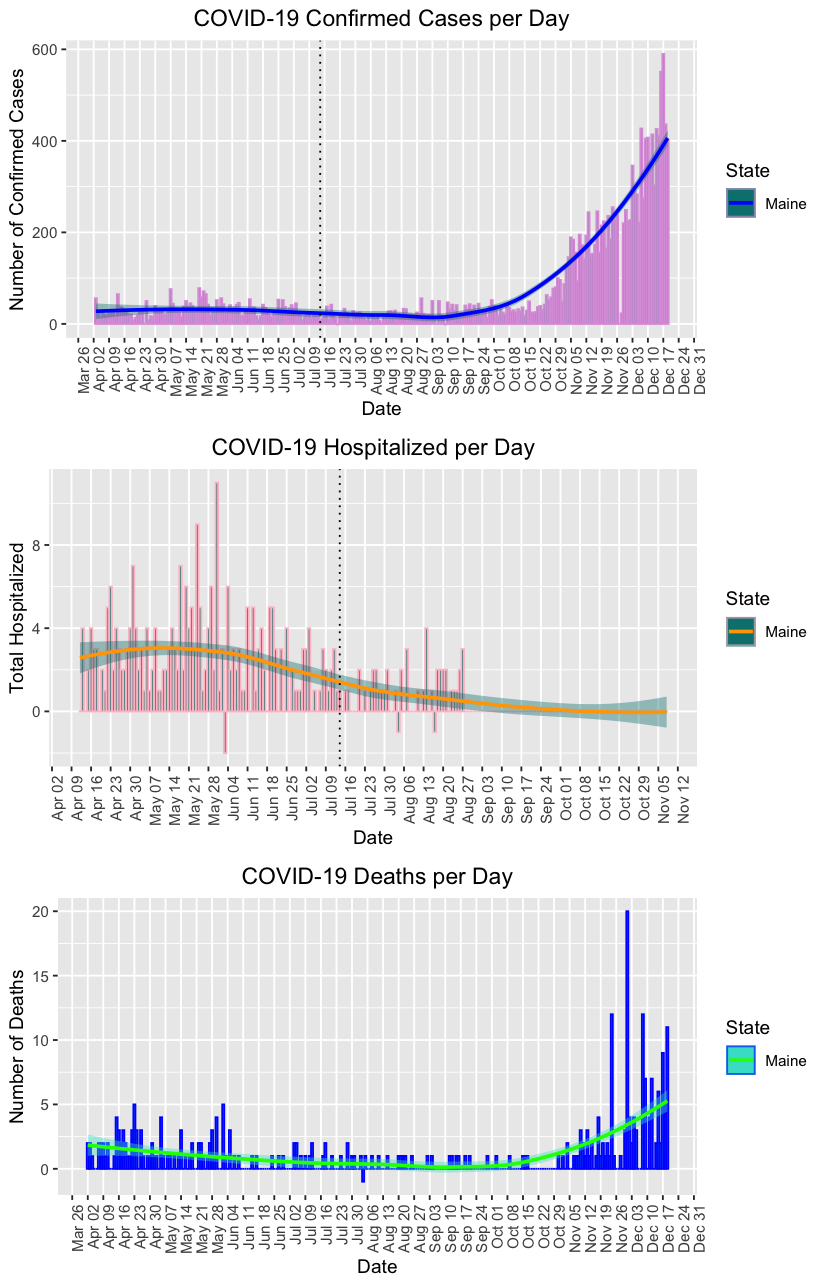 COVID-19 Confirmed Cases per Day
Number of Confirmed Cases
600
400
200
0
Mar 26 Apr 02 Apr 09 Apr 16 Apr 23 Apr 30 May 07 May 14 May 21 May 28 Jun 04 Jun 11 Jun 18 Jun 25 Jul 02 Jul 09 Jul 16 Jul 23 Jul 30 Aug 06 Aug 13 Aug 20 Aug 27 Sep 03 Sep 10 Sep 17 Sep 24 Oct 01 Oct 08 Oct 15 Oct 22 Oct 29 Nov 05 Nov 12 Nov 19 Nov 26 Dec 03 Dec 10 Dec 17 Dec 24 Dec 31
Date
State
Maine
COVID-19 Hospitalized per Day
Total Hospitalized
8
4
0
Apr 02 Apr 09 Apr 16 Apr 23 Apr 30 May 07 May 14 May 21 May 28 Jun 04 Jun 11 Jun 18 Jun 25 Jul 02 Jul 09 Jul 16 Jul 23 Jul 30 Aug 06 Aug 13 Aug 20 Aug 27 Sep 03 Sep 10 Sep 17 Sep 24 Oct 01 Oct 08 Oct 15 Oct 22 Oct 29 Nov 05 Nov 12
Date
State
Maine
COVID-19 Deaths per Day
Number of Deaths
20
15
10
5
0
Mar 26 Apr 02 Apr 09 Apr 16 Apr 23 Apr 30 May 07 May 14 May 21 May 28 Jun 04 Jun 11 Jun 18 Jun 25 Jul 02 Jul 09 Jul 16 Jul 23 Jul 30 Aug 06 Aug 13 Aug 20 Aug 27 Sep 03 Sep 10 Sep 17 Sep 24 Oct 01 Oct 08 Oct 15 Oct 22 Oct 29 Nov 05 Nov 12 Nov 19 Nov 26 Dec 03 Dec 10 Dec 17 Dec 24 Dec 31
Date
State
Maine